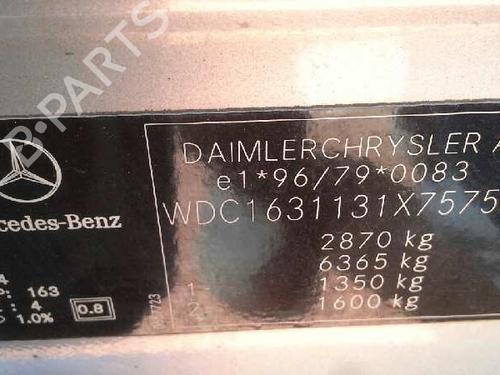 B-PARTS
DAIMLERCHRYSLER A
e1*96/79*0083
WDC1631131X7575
2870 kg
6365 kg
1 1350 kg
2 1600 kg
cedes-Benz
163
4
1.0%
0.8